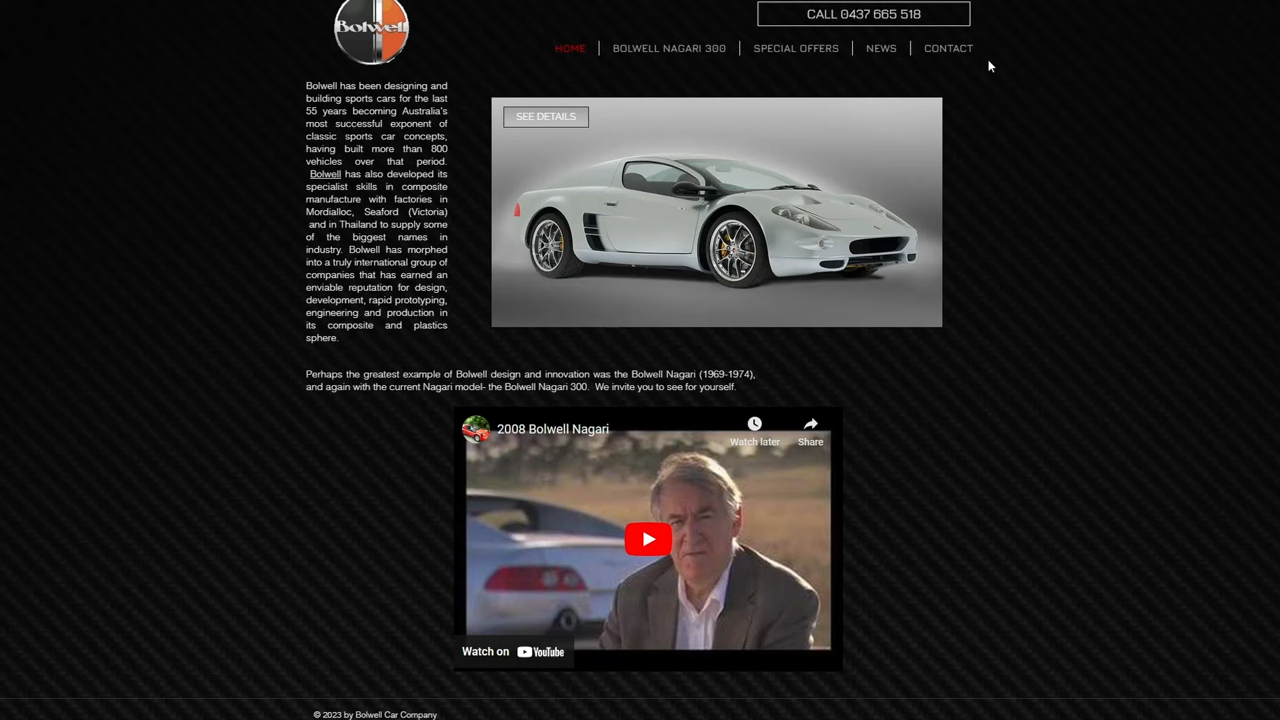 Bolwell
CALL 0437 665 518
HOME
BOLWELL NAGARI 300
SPECIAL OFFERS
NEWS
CONTACT
Bolwell has been designing and
building sports cars for the last
55 years becoming Australia's
most successful exponent of
classic sports car concepts,
having built more than 800
vehicles over that period.
Bolwell has also developed its
specialist skills in composite
manufacture with factories in
Mordialloc, Seaford (Victoria)
and in Thailand to supply some
of the biggest names in
industry. Bolwell has morphed
into a truly international group of
companies that has earned an
enviable reputation for design,
development, rapid prototyping,
engineering and production in
its composite and plastics
sphere.
SEE DETAILS
Perhaps the greatest example of Bolwell design and innovation was the Bolwell Nagari (1969-1974),
and again with the current Nagari model- the Bolwell Nagari 300. We invite you to see for yourself.
2008 Bolwell Nagari
Watch later
Share
Watch on YouTube
© 2023 by Bolwell Car Company